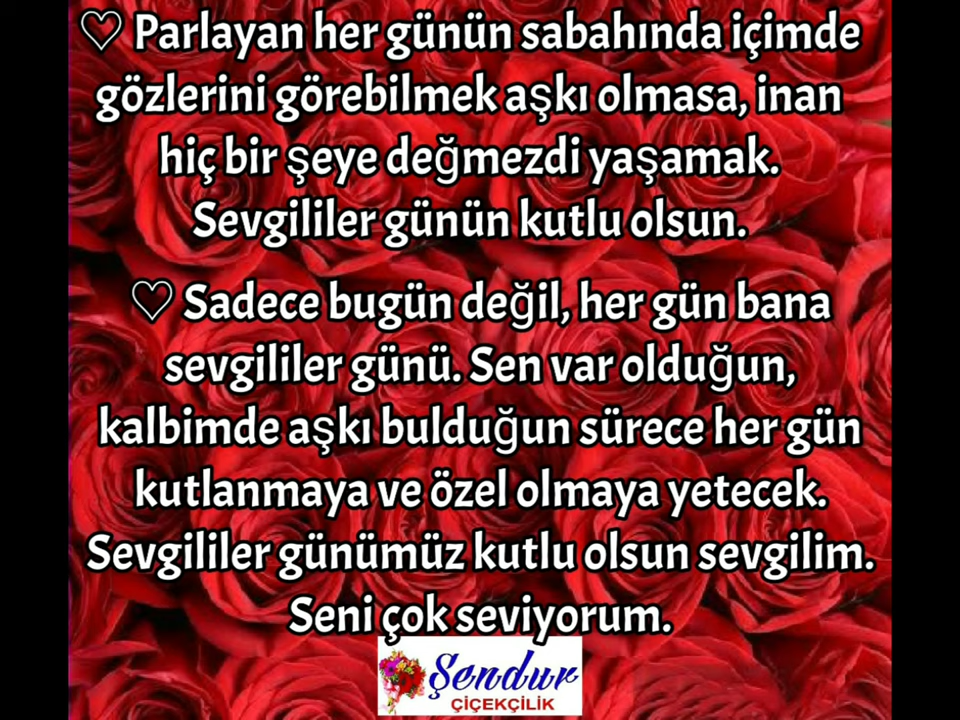 ♡ Parlayan her günün sabahında içimde
gözlerini görebilmek aşkı olmasa, inan
hiç bir şeye değmezdi yaşamak.
Sevgililer günün kutlu olsun.
♡ Sadece bugün değil, her gün bana
sevgililer günü. Sen var olduğun,
kalbimde aşkı bulduğun sürece her gün
kutlanmaya ve özel olmaya yetecek.
Sevgililer günümüz kutlu olsun sevgilim.
Seni çok seviyorum.
Şendur
ÇİÇEKÇİLİK